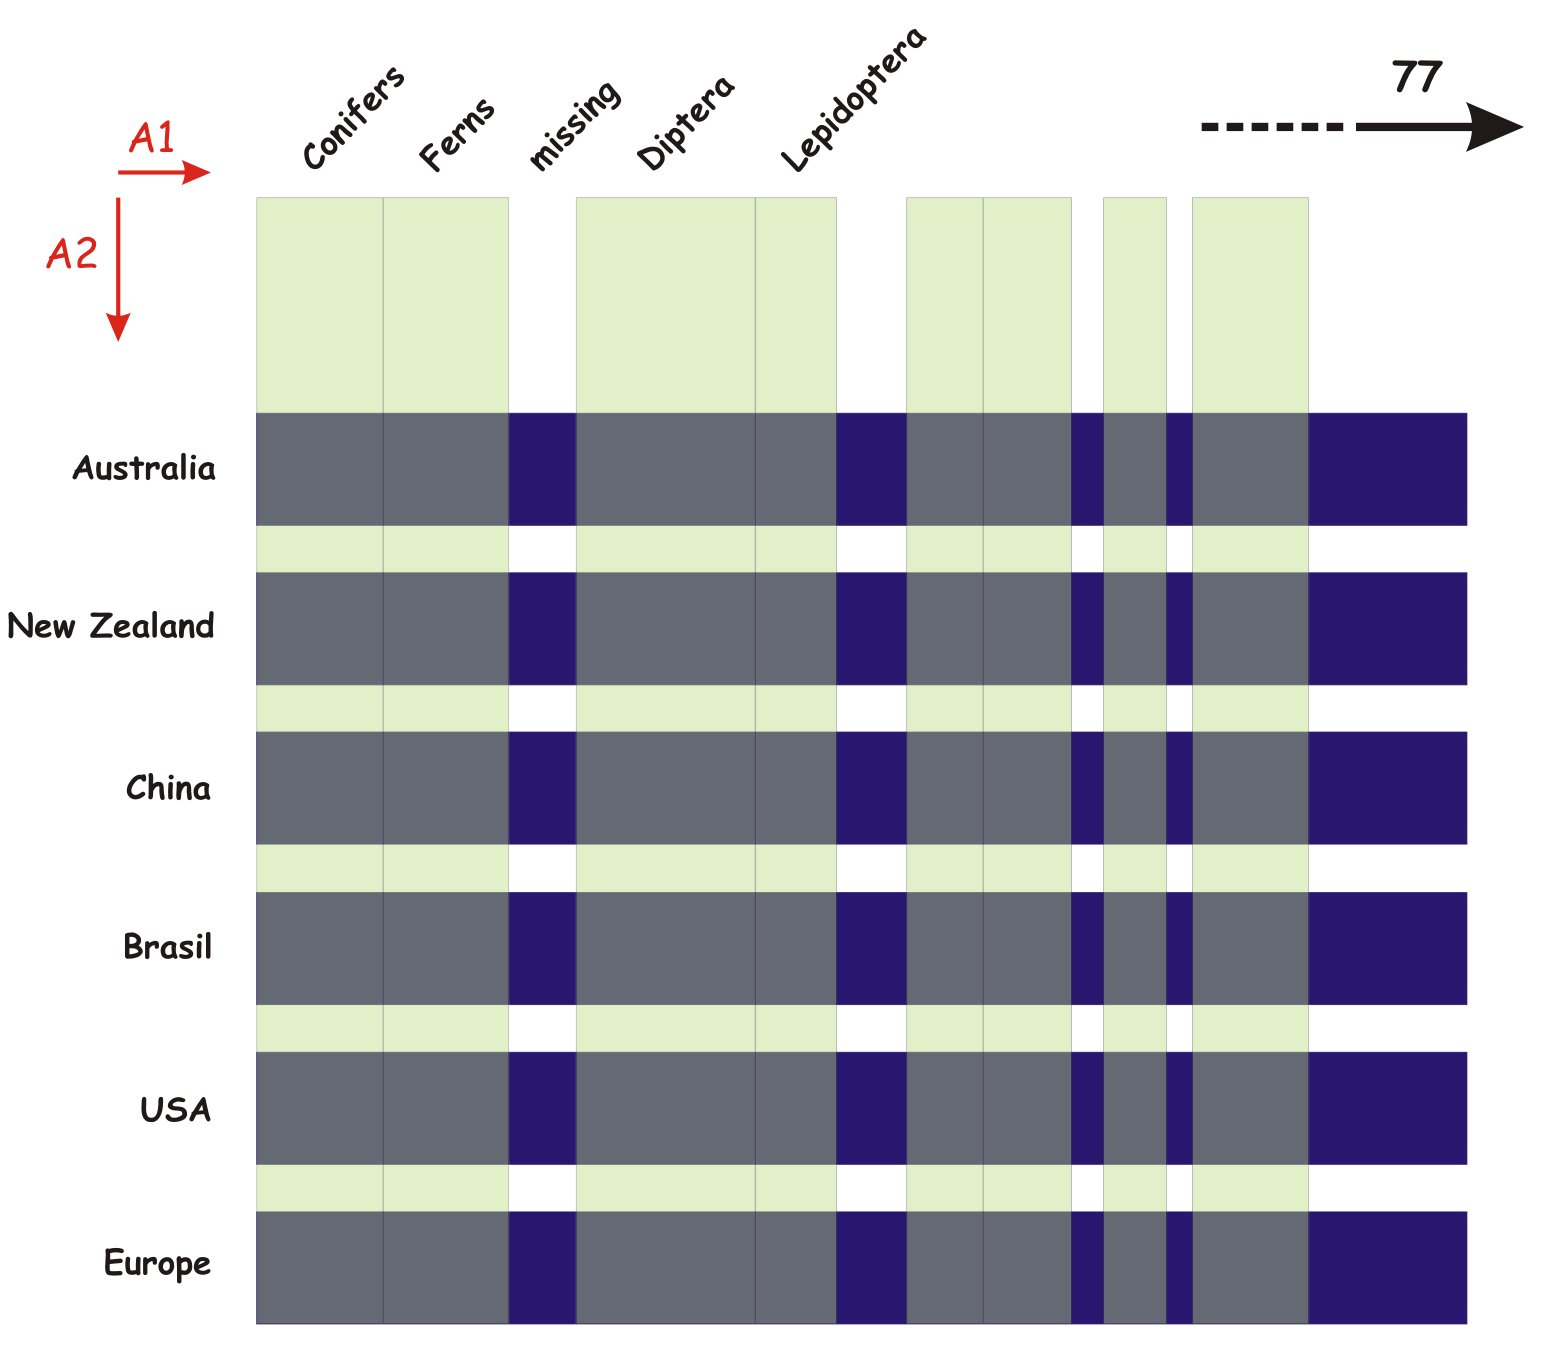 Conifers
Ferns
missing
Diptera
Lepidoptera
77
A1
A2
Australia
New Zealand
China
Brasil
USA
Europe